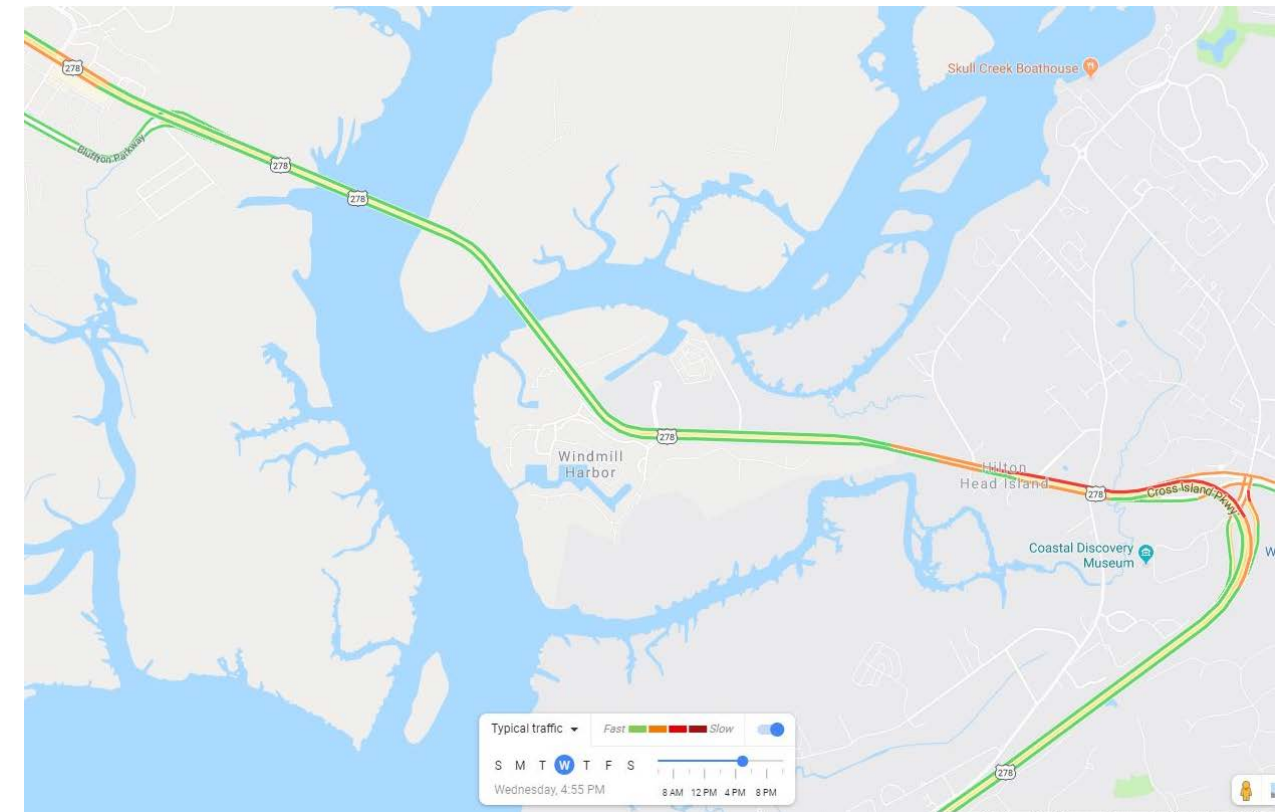 Skull Creek Boathouse
278
Bluffton Parkway
278
278
278
Windmill
Harbor
Hilton
Head Island
278
Cross Island Pkwy
Coastal Discovery
Museum
W
278
Typical traffic
Fast
Slow
S M T W T F S
Wednesday, 4:55 PM
8 AM 12 PM 4 PM 8 PM